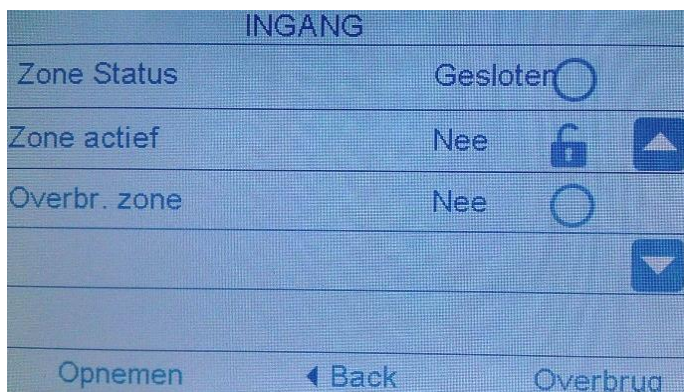 INGANG
Zone Status Gesloten
Zone actief Nee
Overbr. zone Nee
Opnemen Back Overbrug